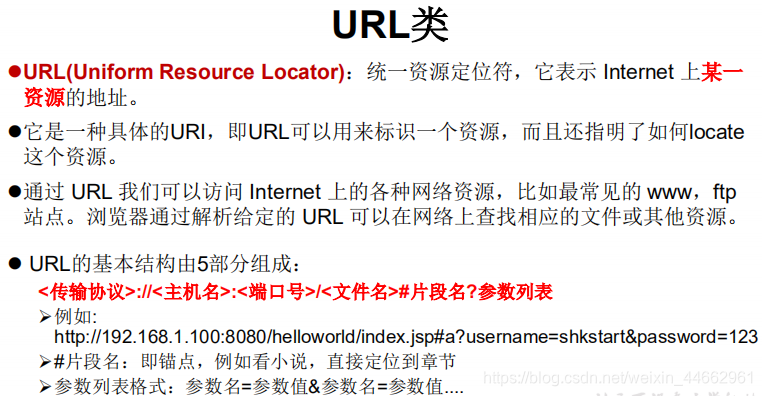 URL类
●URL(Uniform Resource Locator)：统一资源定位符，它表示 Internet 上某一
资源的地址。
●它是一种具体的URI，即URL可以用来标识一个资源，而且还指明了如何locate
这个资源。
●通过 URL 我们可以访问 Internet 上的各种网络资源，比如最常见的 www，ftp
站点。浏览器通过解析给定的 URL 可以在网络上查找相应的文件或其他资源。
● URL的基本结构由5部分组成：
<传输协议>://<主机名>:<端口号>/<文件名>#片段名?参数列表
➢例如:
http://192.168.1.100:8080/helloworld/index.jsp#a?username=shkstart&password=123
➢#片段名：即锚点，例如看小说，直接定位到章节
➢参数列表格式：参数名=参数值&参数名=参数值....
https://blog.csdn.net/weixin_44662961